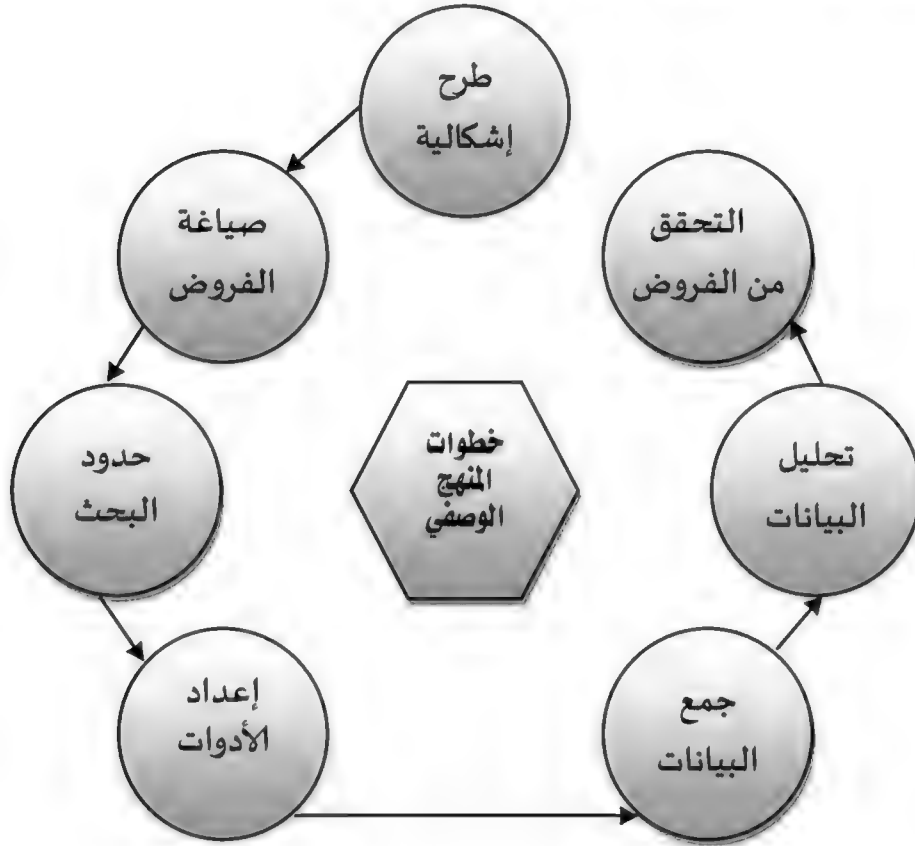 طرح
إشكالية
صياغة
الفروض
حدود
البحث
إعداد
الأدوات
جمع
البيانات
تحليل
البيانات
التحقق
من الفروض
خطوات
المنهج
الوصفي